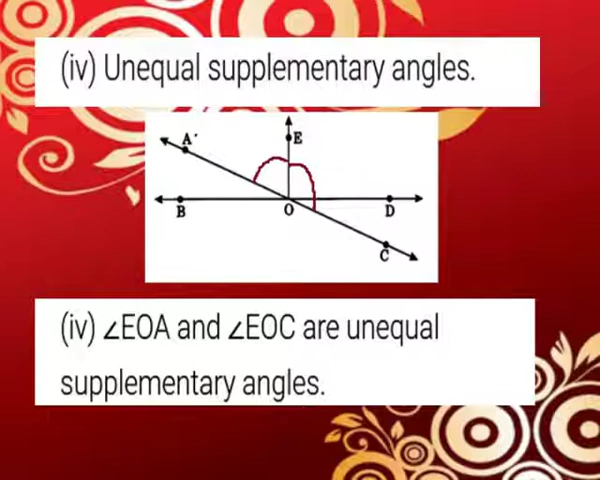 (iv) Unequal supplementary angles.
A
E
B
O
D
C
(iv) ∠EOA and ∠EOC are unequal
supplementary angles.